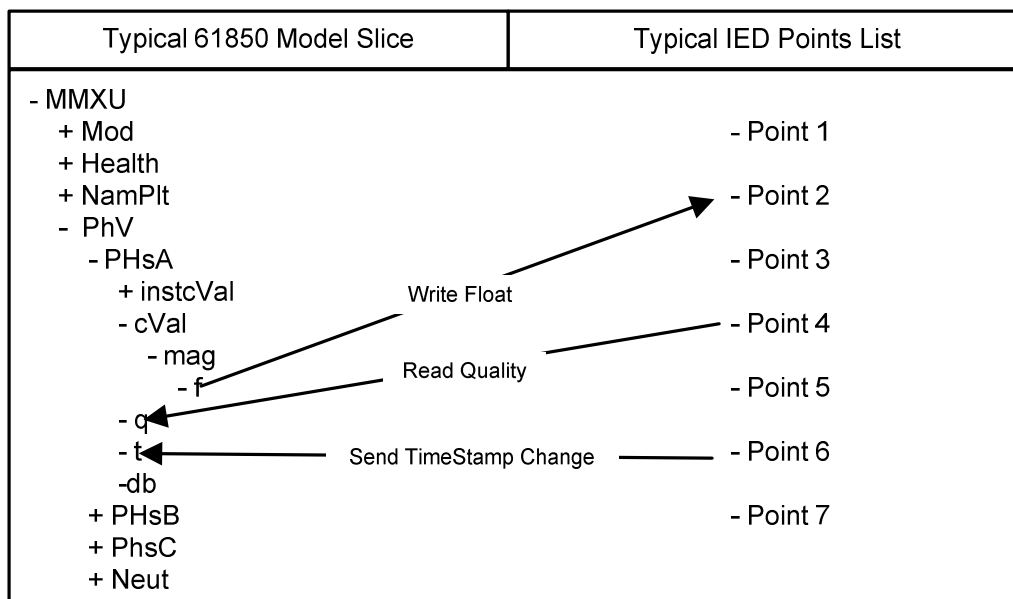 Typical 61850 Model Slice
Typical IED Points List
- MMXU
+ Mod
+ Health
+ NamPlt
- PhV
- PHsA
+ instcVal
- cVal
- mag
- f
- q
- t
-db
+ PHsB
+ PhsC
+ Neut
Write Float
Read Quality
Send TimeStamp Change
- Point 1
- Point 2
- Point 3
- Point 4
- Point 5
- Point 6
- Point 7